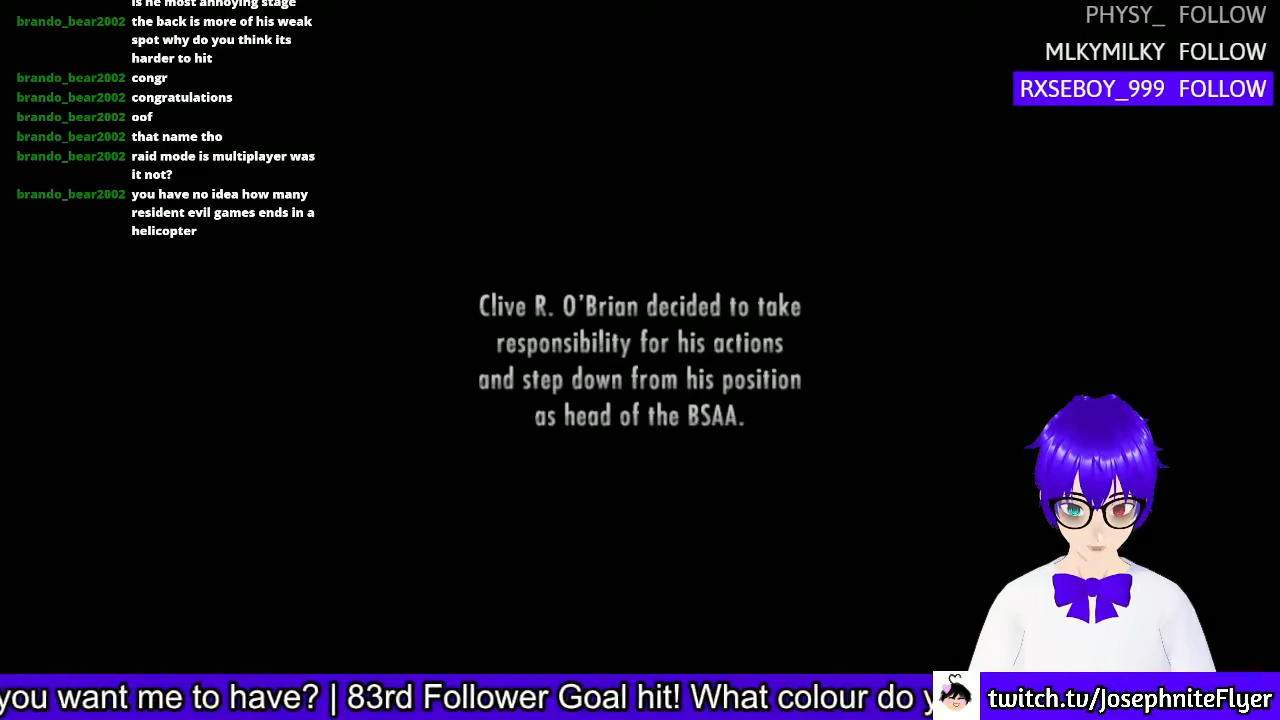 is he most annoying stage
brando_bear2002 the back is more of his weak
spot why do you think its
harder to hit
brando_bear2002 congr
brando_bear2002 congratulations
brando_bear2002 oof
brando_bear2002 that name tho
brando_bear2002 raid mode is multiplayer was
it not?
brando_bear2002 you have no idea how many
resident evil games ends in a
helicopter
PHYSY_ FOLLOW
MLKYMILKY FOLLOW
RXSEBOY_999 FOLLOW
Clive R. O'Brian decided to take
responsibility for his actions
and step down from his position
as head of the BSAA.
you want me to have? | 83rd Follower Goal hit! What colour do
twitch.tv/JosephniteFlyer